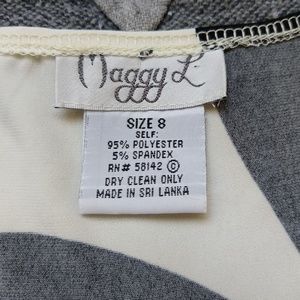 Maggy L.
SIZE 8
SELF:
95% POLYESTER
5% SPANDEX
RN# 58142 G
DRY CLEAN ONLY
MADE IN SRI LANKA